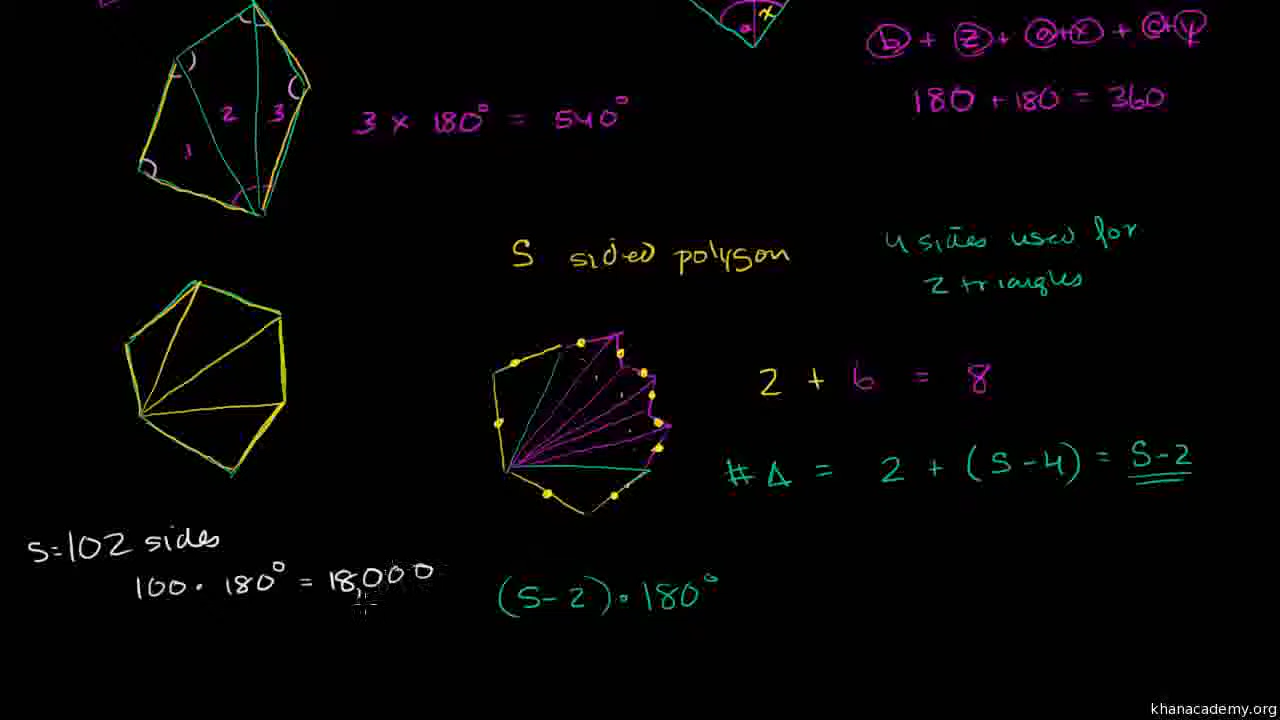 b + z + a+x + c+y
180 + 180 = 360
x
a
1
2
3
3 × 180° = 540°
S sided polygon
4 sides used for
2 triangles
2 + 6 = 8
# Δ = 2 + (S-4) = S-2
S=102 sides
100 · 180° = 18,000
(S-2) · 180°
khanacademy.org